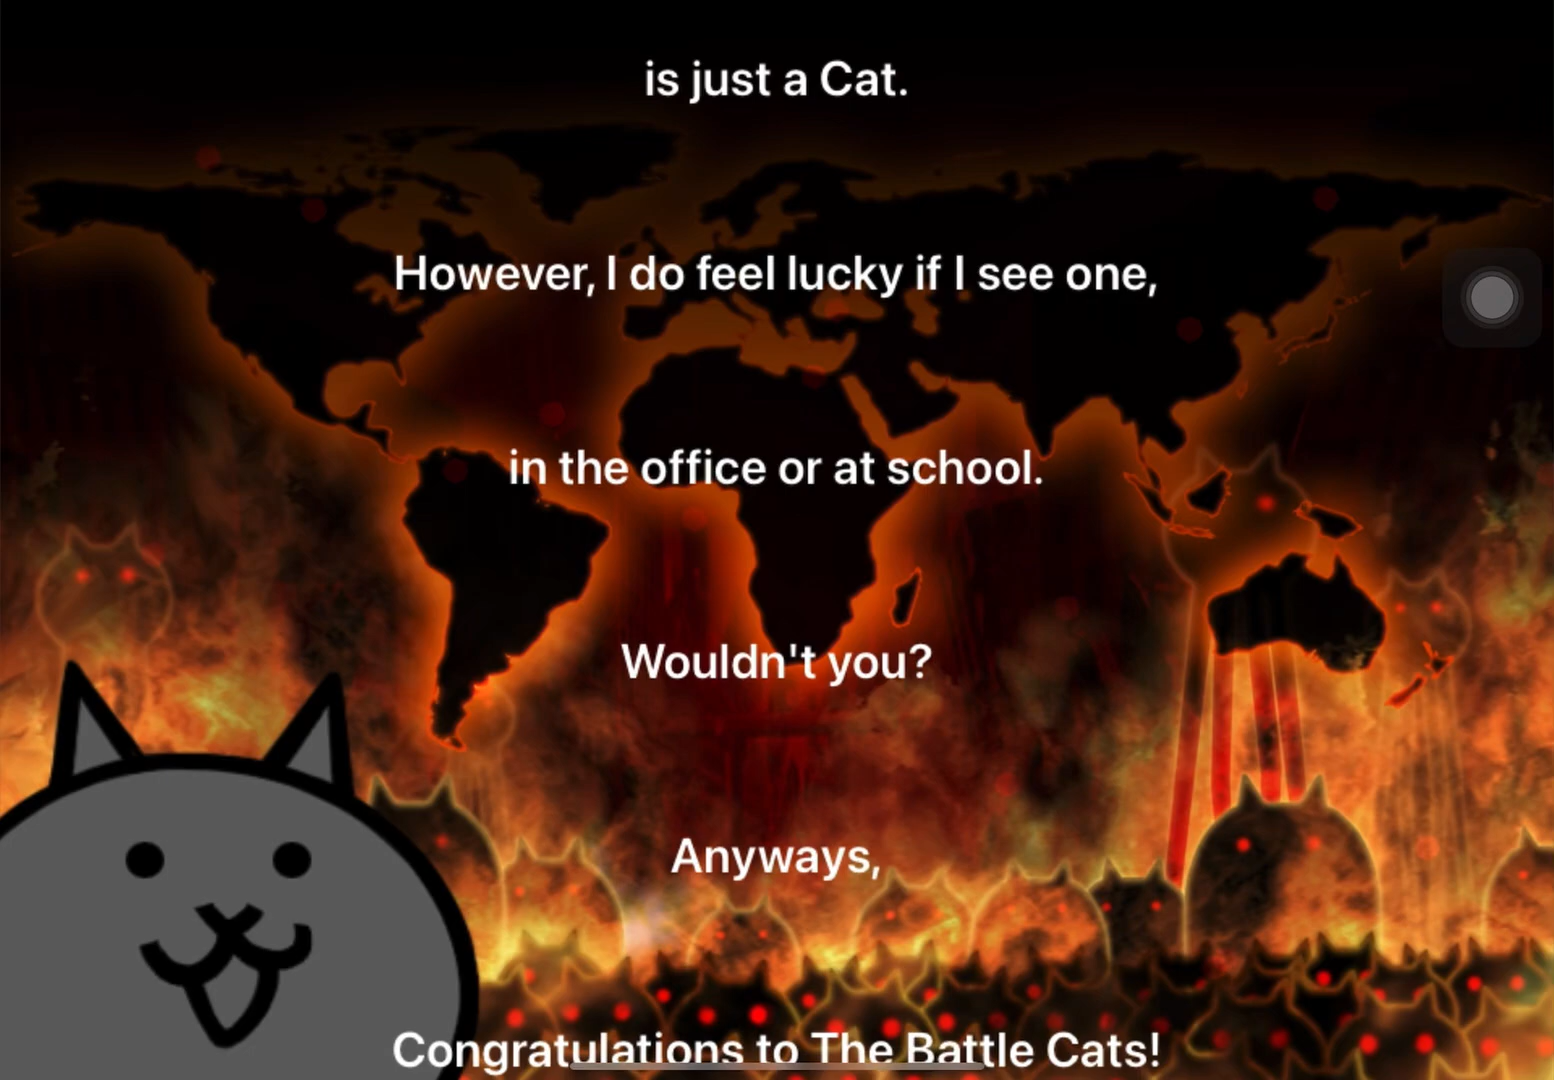 is just a Cat.
However, I do feel lucky if I see one,
in the office or at school.
Wouldn't you?
Anyways,
Congratulations to The Battle Cats!